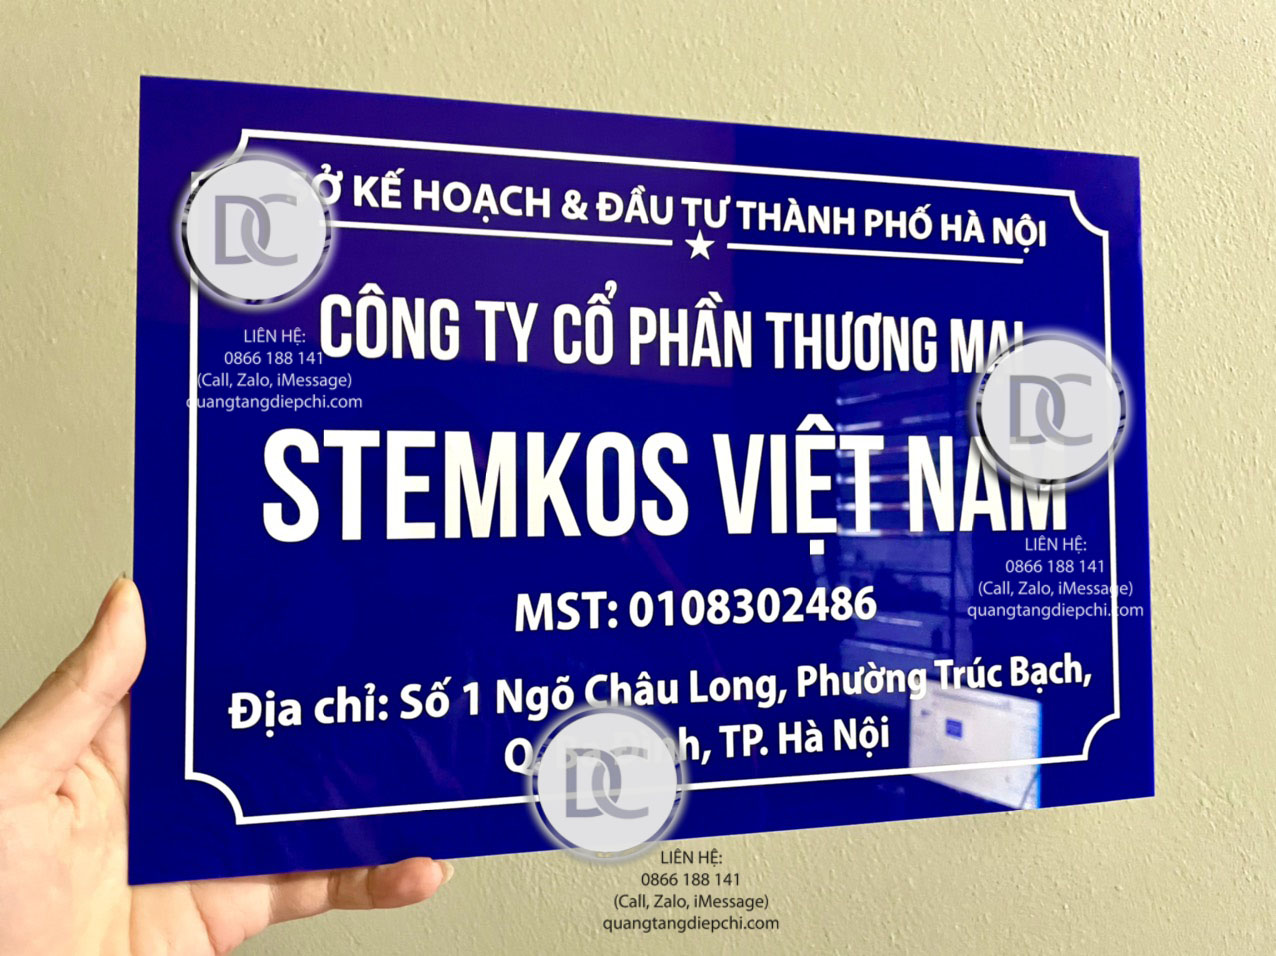 SỞ KẾ HOẠCH & ĐẦU TƯ THÀNH PHỐ HÀ NỘI
CÔNG TY CỔ PHẦN THƯƠNG MẠI
STEMKOS VIỆT NAM
MST: 0108302486
Địa chỉ: Số 1 Ngõ Châu Long, Phường Trúc Bạch,
Q. Ba Đình, TP. Hà Nội
DC
LIÊN HỆ:
0866 188 141
(Call, Zalo, iMessage)
quangtangdiepchi.com
DC
LIÊN HỆ:
0866 188 141
(Call, Zalo, iMessage)
quangtangdiepchi.com
DC
LIÊN HỆ:
0866 188 141
(Call, Zalo, iMessage)
quangtangdiepchi.com